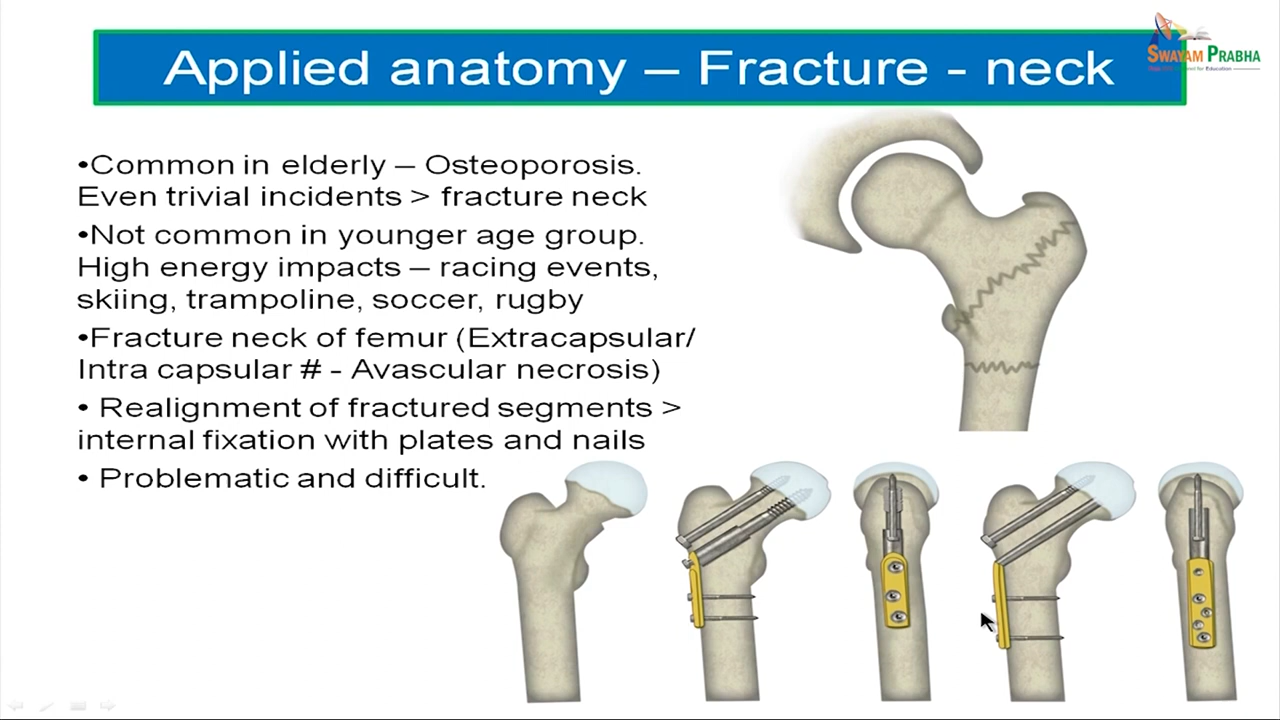 Applied anatomy – Fracture - neck
SWAYAM PRABHA
•Common in elderly – Osteoporosis.
Even trivial incidents > fracture neck
•Not common in younger age group.
High energy impacts – racing events,
skiing, trampoline, soccer, rugby
•Fracture neck of femur (Extracapsular/
Intra capsular # - Avascular necrosis)
• Realignment of fractured segments >
internal fixation with plates and nails
• Problematic and difficult.